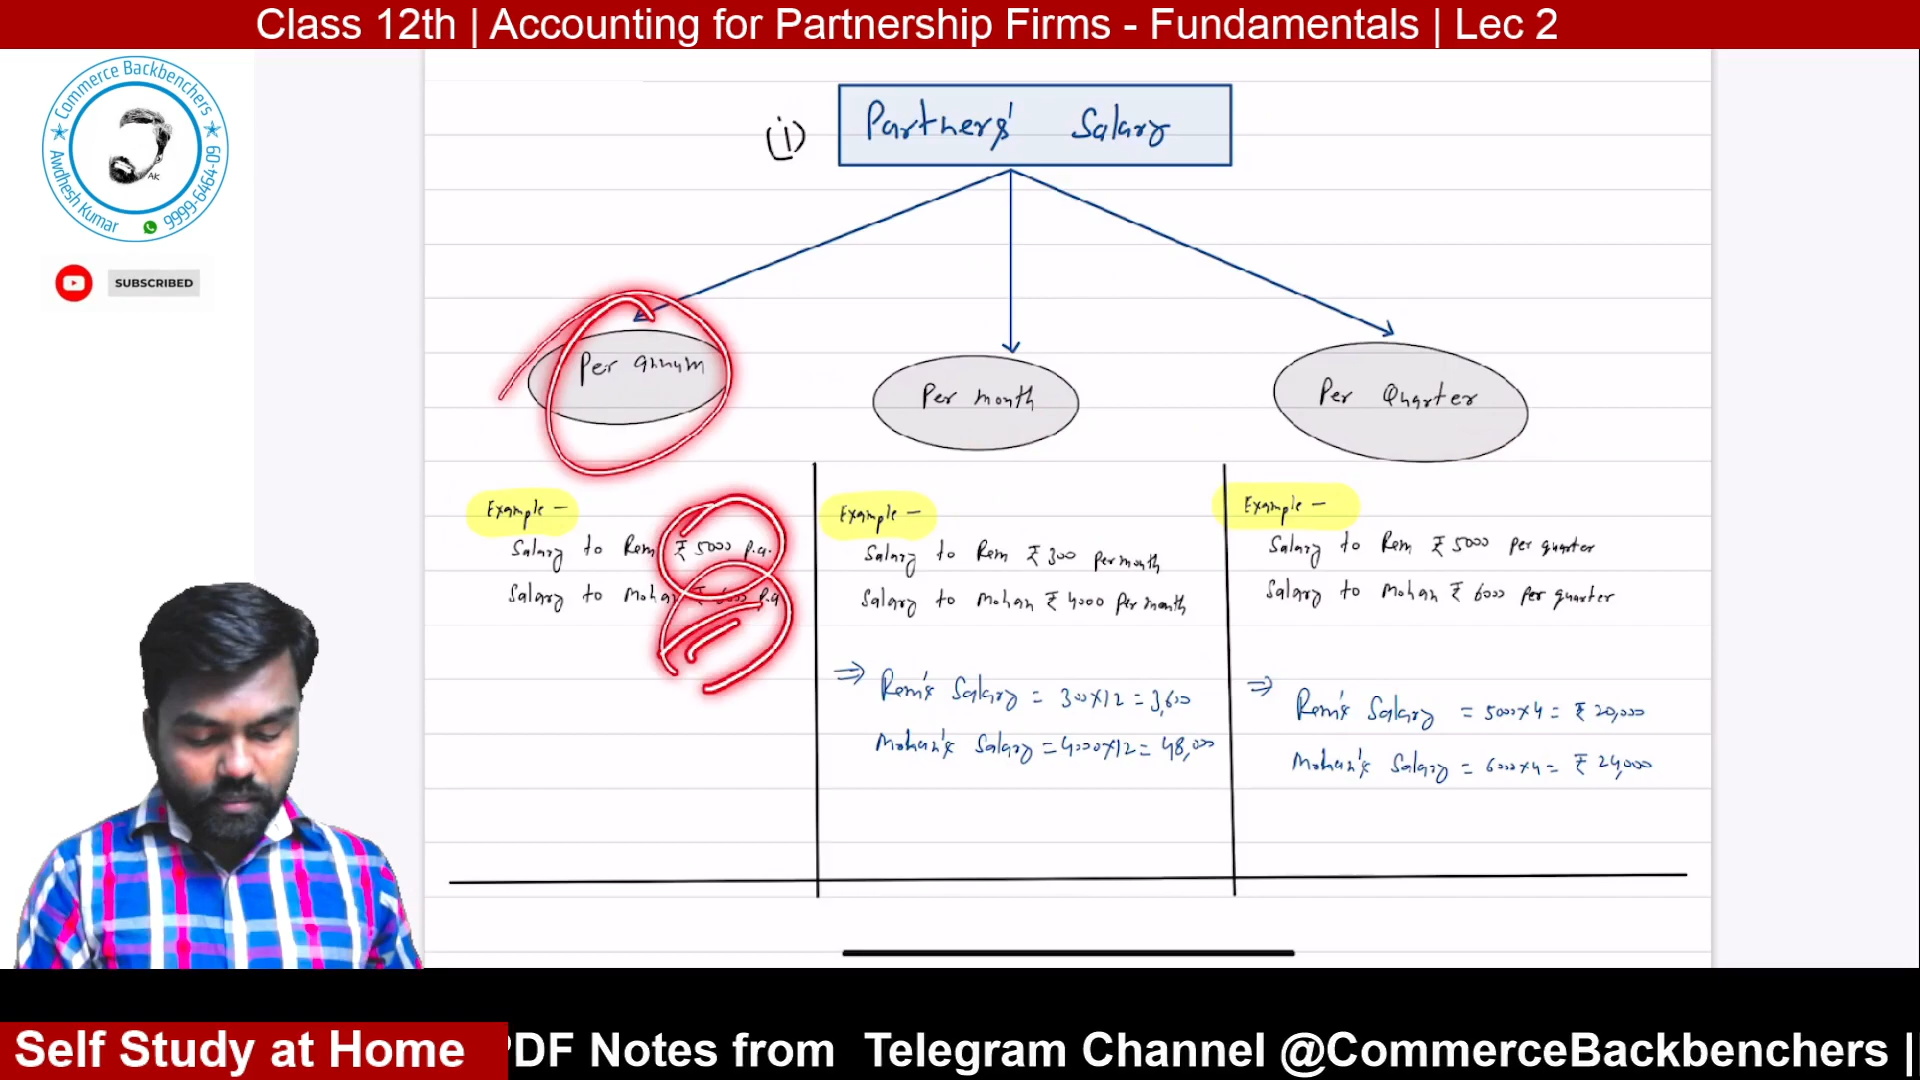 Class 12th | Accounting for Partnership Firms - Fundamentals | Lec 2
Commerce Backbenchers
Awdhesh Kumar
9999-6464-09
AK
SUBSCRIBED
(i)
Partners' Salary
Per annum
Per month
Per Quarter
Example -
Salary to Ram ₹ 5000 p.a.
Salary to Mohan ₹ 6000 p.a
Example -
Salary to Ram ₹ 300 Per month
Salary to Mohan ₹ 4000 Per month
⇒ Ram's Salary = 300×12 = 3,600
Mohan's Salary = 4000×12 = 48,000
Example -
Salary to Ram ₹ 5000 per quarter
Salary to Mohan ₹ 6000 per quarter
⇒ Ram's Salary = 5000×4 = ₹ 20,000
Mohan's Salary = 6000×4 = ₹ 24,000
Self Study at Home
PDF Notes from Telegram Channel @CommerceBackbenchers |